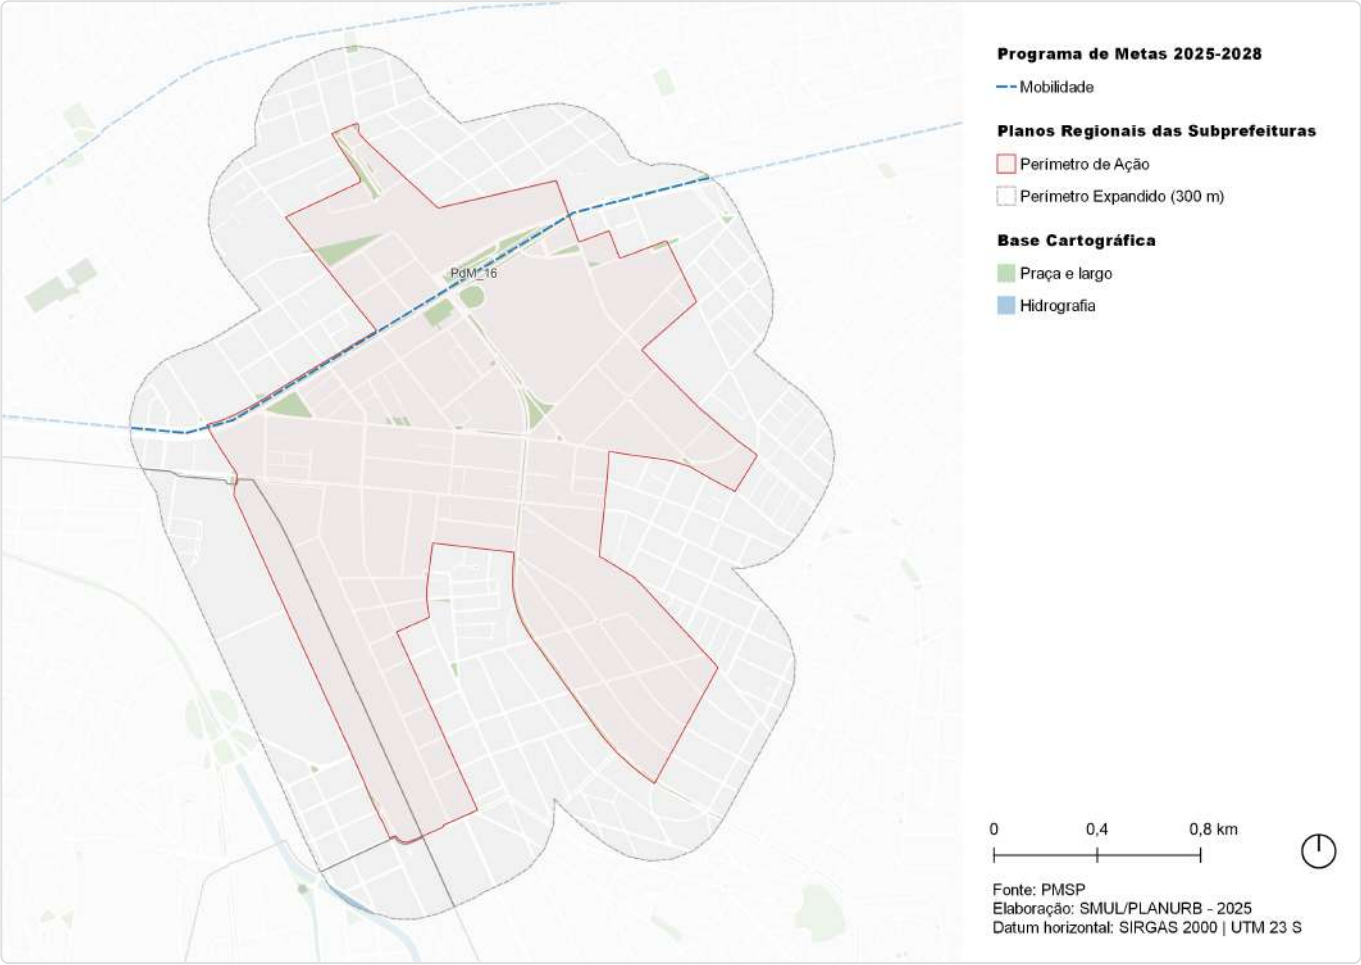 Programa de Metas 2025-2028
Mobilidade
Planos Regionais das Subprefeituras
Perímetro de Ação
Perímetro Expandido (300 m)
Base Cartográfica
Praça e largo
Hidrografia
PdM_16
0 0,4 0,8 km
Fonte: PMSP
Elaboração: SMUL/PLANURB - 2025
Datum horizontal: SIRGAS 2000 | UTM 23 S